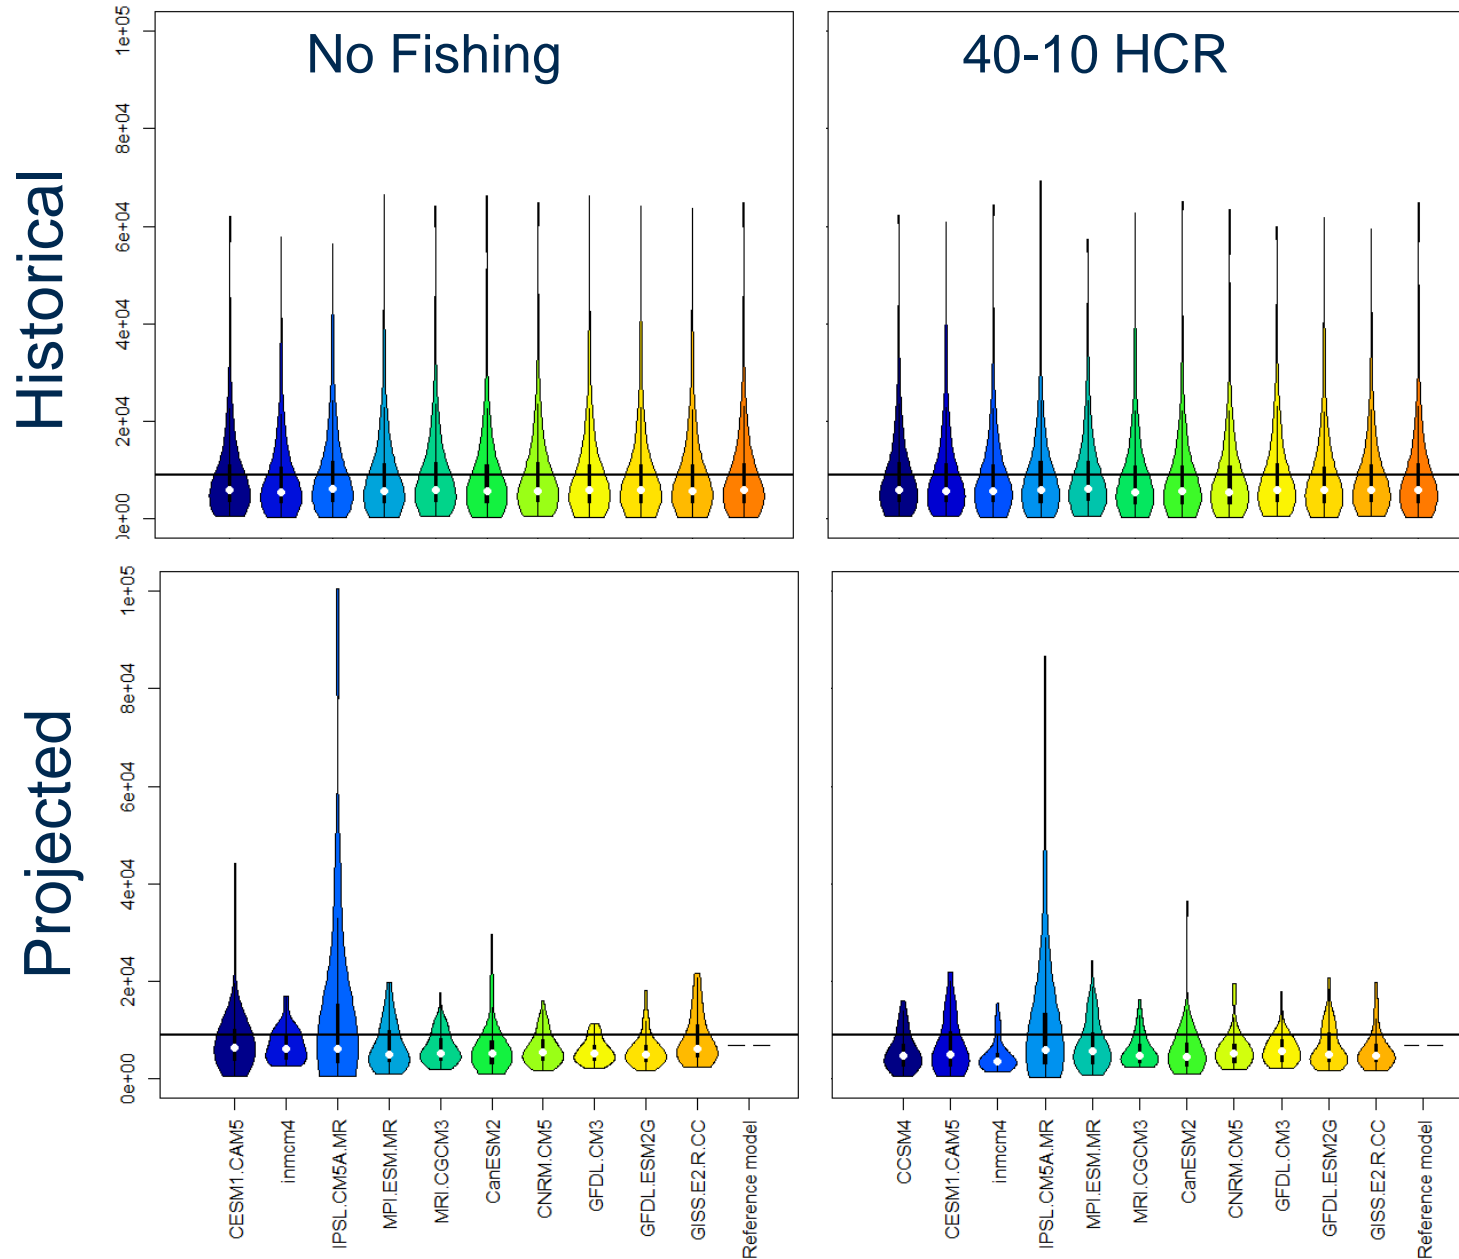 No Fishing
40-10 HCR
Historical
1e+05
8e+04
6e+04
4e+04
2e+04
0e+00
Projected
1e+05
8e+04
6e+04
4e+04
2e+04
0e+00
CESM1.CAM5
inmcm4
IPSL.CM5A.MR
MPI.ESM.MR
MRI.CGCM3
CanESM2
CNRM.CM5
GFDL.CM3
GFDL.ESM2G
GISS.E2.R.CC
Reference model
CCSM4
CESM1.CAM5
inmcm4
IPSL.CM5A.MR
MPI.ESM.MR
MRI.CGCM3
CanESM2
CNRM.CM5
GFDL.CM3
GFDL.ESM2G
GISS.E2.R.CC
Reference model